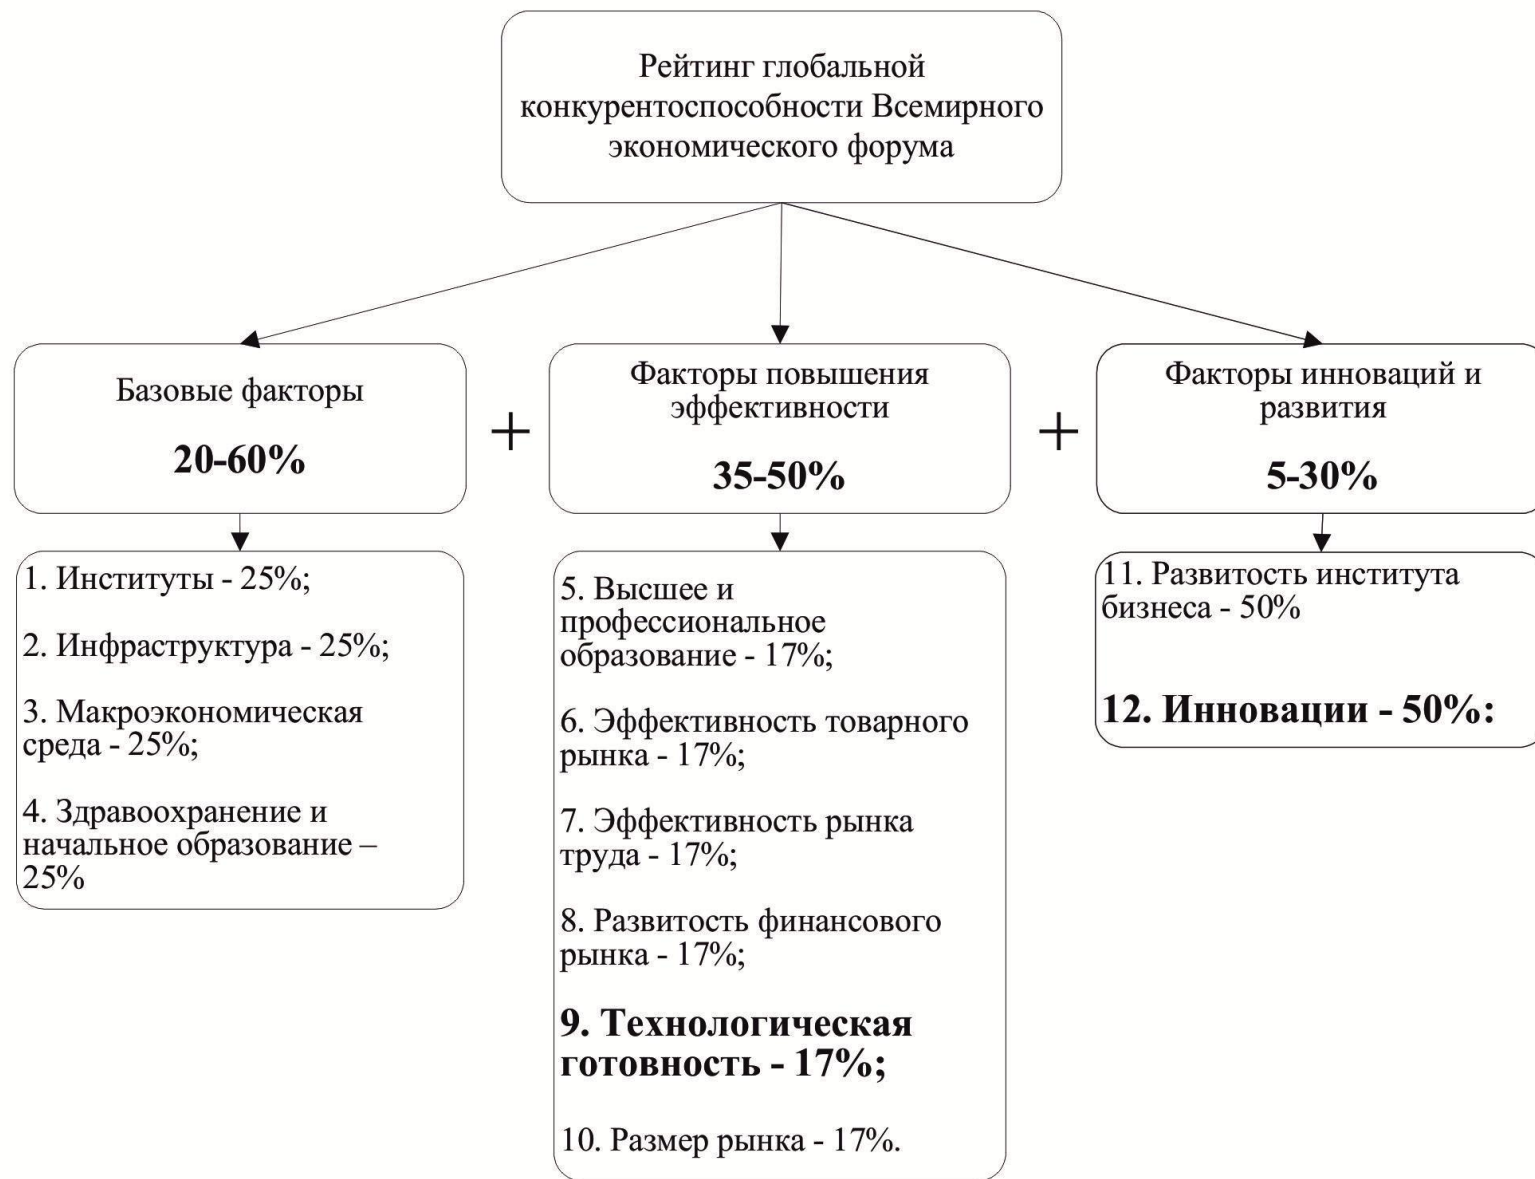 Рейтинг глобальной
конкурентоспособности Всемирного
экономического форума
Базовые факторы
20-60%
+
Факторы повышения
эффективности
35-50%
+
Факторы инноваций и
развития
5-30%
1. Институты - 25%;
2. Инфраструктура - 25%;
3. Макроэкономическая
среда - 25%;
4. Здравоохранение и
начальное образование –
25%
5. Высшее и
профессиональное
образование - 17%;
6. Эффективность товарного
рынка - 17%;
7. Эффективность рынка
труда - 17%;
8. Развитость финансового
рынка - 17%;
9. Технологическая
готовность - 17%;
10. Размер рынка - 17%.
11. Развитость института
бизнеса - 50%
12. Инновации - 50%: